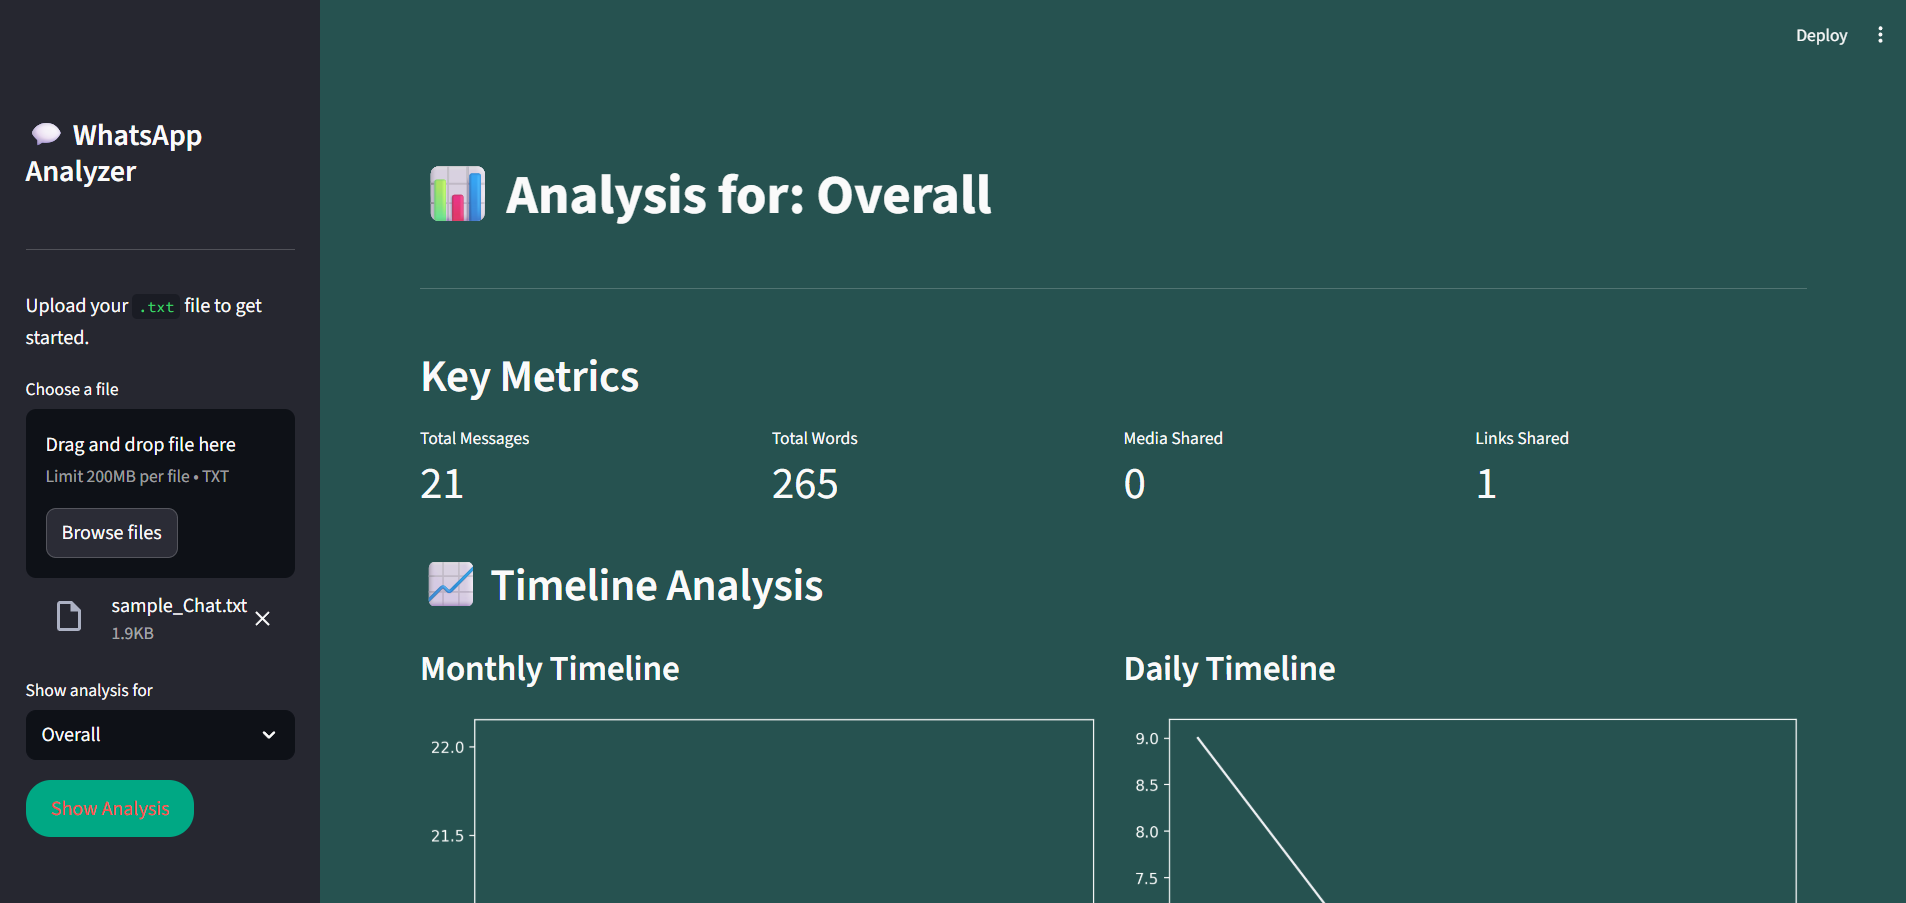 WhatsApp
Analyzer
Upload your .txt file to get
started.
Choose a file
Drag and drop file here
Limit 200MB per file • TXT
Browse files
sample_Chat.txt
1.9KB
Show analysis for
Overall
Show Analysis
Deploy
Analysis for: Overall
Key Metrics
Total Messages
21
Total Words
265
Media Shared
0
Links Shared
1
Timeline Analysis
Monthly Timeline
22.0
21.5
Daily Timeline
9.0
8.5
8.0
7.5